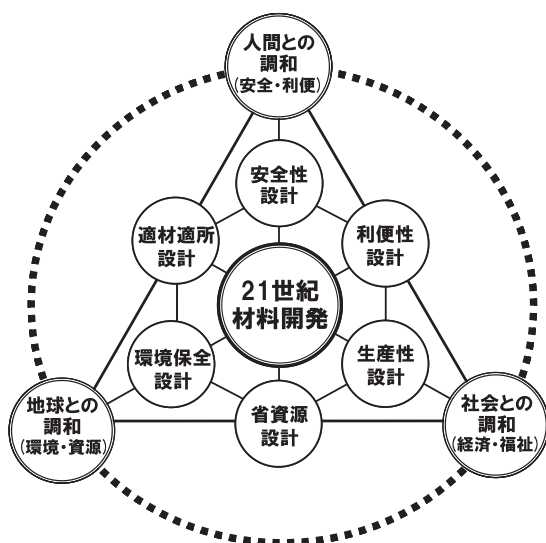 人間との
調和
(安全・利便)
安全性
設計
適材適所
設計
利便性
設計
21世紀
材料開発
環境保全
設計
生産性
設計
地球との
調和
(環境・資源)
省資源
設計
社会との
調和
(経済・福祉)